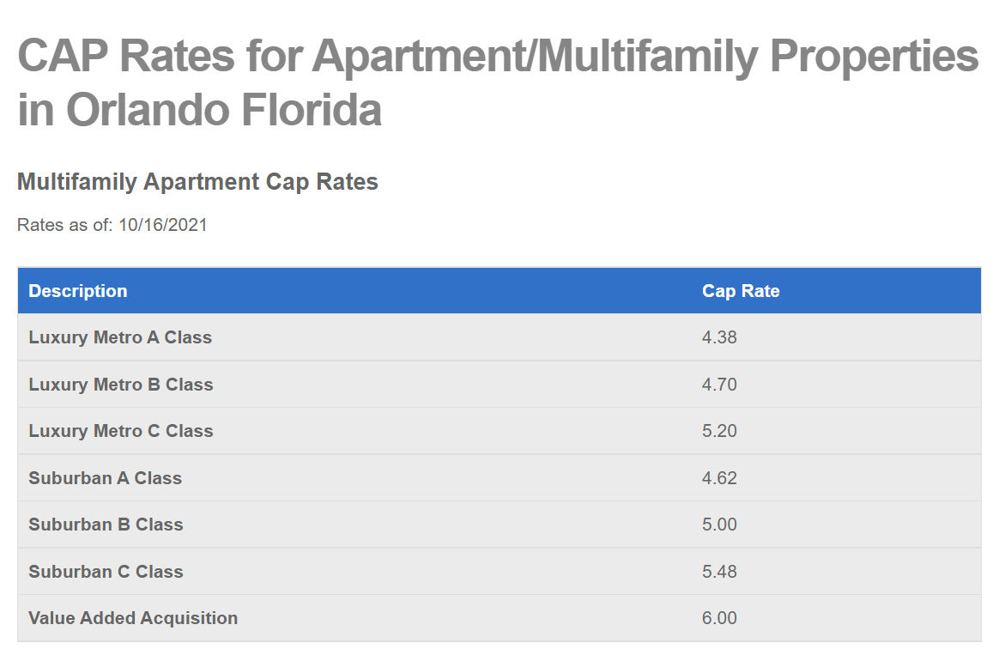 CAP Rates for Apartment/Multifamily Properties
in Orlando Florida
Multifamily Apartment Cap Rates
Rates as of: 10/16/2021
Description Cap Rate
Luxury Metro A Class 4.38
Luxury Metro B Class 4.70
Luxury Metro C Class 5.20
Suburban A Class 4.62
Suburban B Class 5.00
Suburban C Class 5.48
Value Added Acquisition 6.00